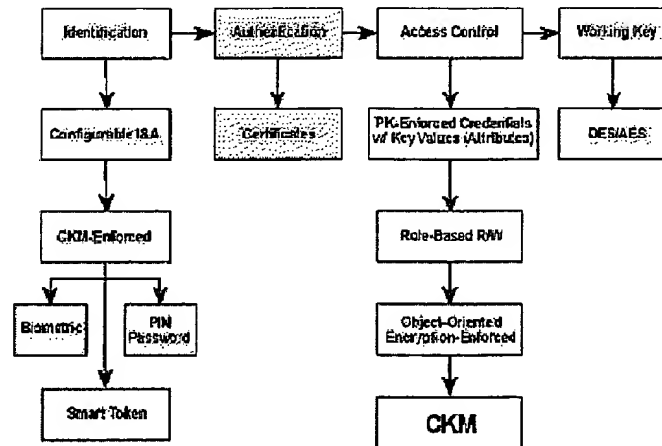 Identification
Authentication
Access Control
Working Key
Configurable I&A
Certificates
PK-Enforced Credentials
w/ Key Values (Attributes)
DES/AES
CKM-Enforced
Role-Based R/W
Biometric
PIN
Password
Object-Oriented
Encryption-Enforced
Smart Token
CKM